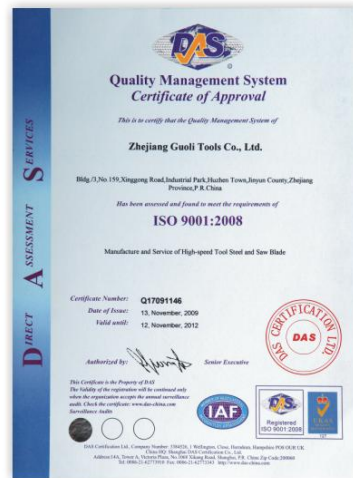 DAS
Quality Management System
Certificate of Approval
This is to certify that the Quality Management System of
Zhejiang Guoli Tools Co., Ltd.
Bldg./3,No.159,Xinggong Road,Industrial Park,Huzhen Town,Jinyun County,Zhejiang
Province,P.R.China
Has been assessed and found to meet the requirements of
ISO 9001:2008
Manufacture and Service of High-speed Tool Steel and Saw Blade
Certificate Number: Q17091146
Date of Issue: 13, November, 2009
Valid until: 12, November, 2012
Authorized by: Senior Executive
This Certificate is the Property of DAS
The Validity of the registration will be continued only
when the organization accepts the annual surveillance
audit. Check the certificate: www.das-china.com
Surveillance Audits
DIRECT ASSESSMENT SERVICES
DAS CERTIFICATION LTD.
DAS
IAF
DAS
Registered
ISO 9001:2008
UKAS